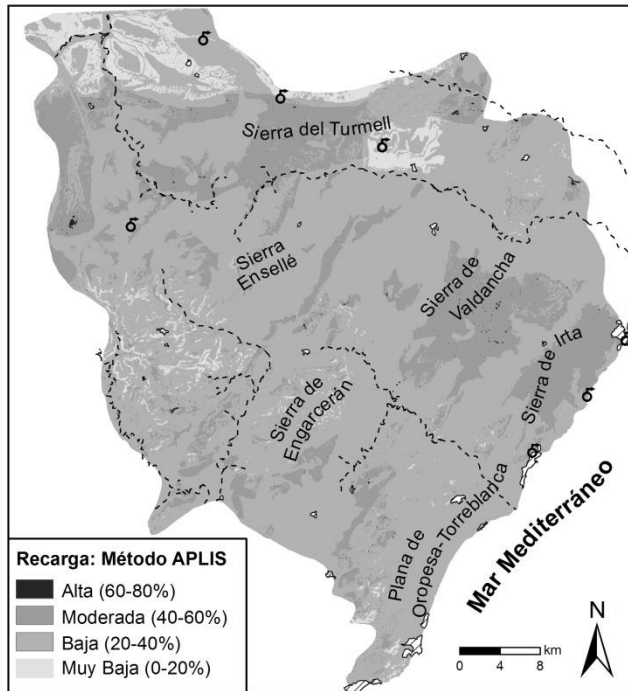 Sierra del Turmell
Sierra
Ensellé
Sierra de
Valdancha
Sierra de Irta
Sierra de
Engarcerán
Plana de
Oropesa-Torreblanca
Mar Mediterráneo
Recarga: Método APLIS
Alta (60-80%)
Moderada (40-60%)
Baja (20-40%)
Muy Baja (0-20%)
N
km
0 4 8